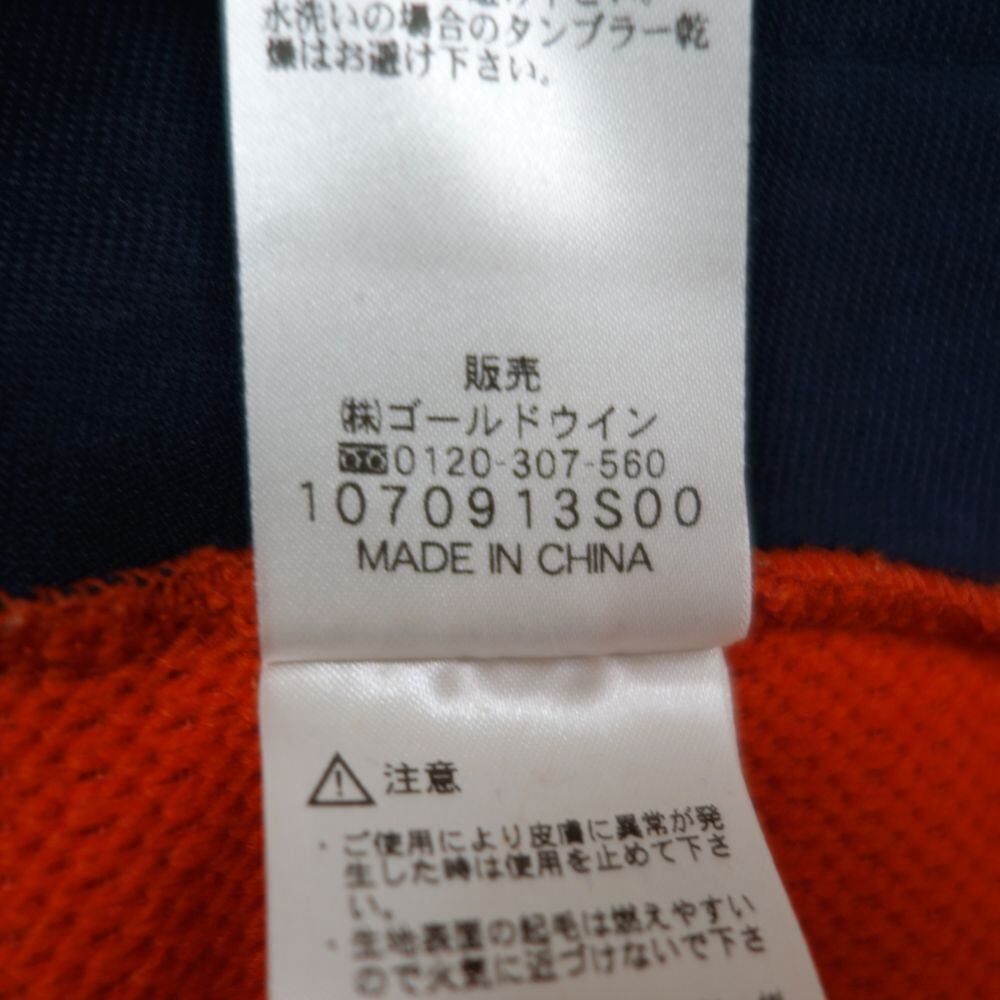 水洗いの場合のタンブラー乾
燥はお避け下さい。
販売
㈱ゴールドウイン
0120-307-560
1070913S00
MADE IN CHINA
注意
・ご使用により皮膚に異常が発
生した時は使用を止めて下さ
い。
・生地表面の起毛は燃えやすい
ので火気に近づけないで下さ